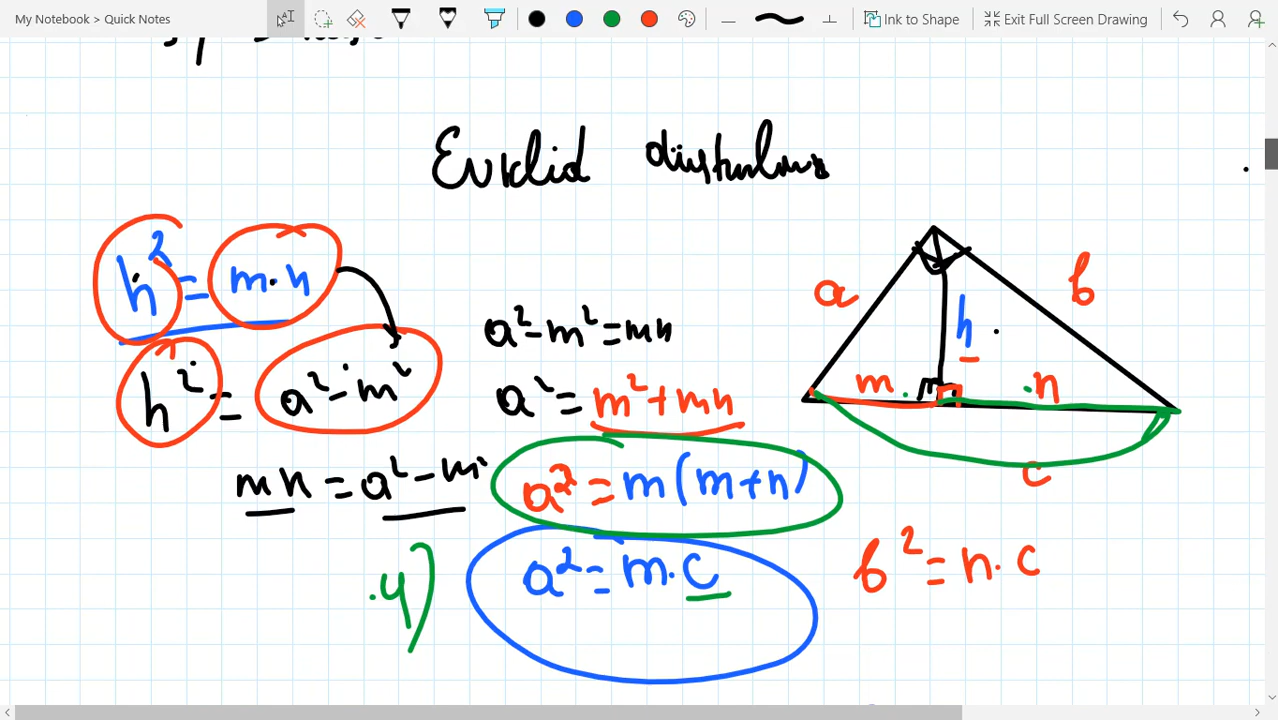 My Notebook > Quick Notes
Ink to Shape
Exit Full Screen Drawing
Evklid
h² = m·n
h² = a² - m²
mn = a² - m²
a² - m² = mn
a² = m² + mn
a² = m(m+n)
4)
a² = m·c
a
b
h
m
n
c
b² = n·c